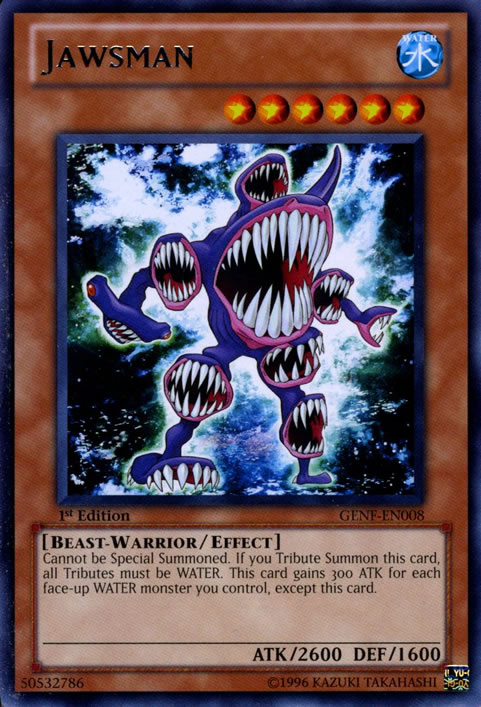 JAWSMAN
WATER
水
1st Edition
GENF-EN008
[BEAST-WARRIOR/EFFECT]
Cannot be Special Summoned. If you Tribute Summon this card,
all Tributes must be WATER. This card gains 300 ATK for each
face-up WATER monster you control, except this card.
ATK/2600 DEF/1600
50532786
©1996 KAZUKI TAKAHASHI